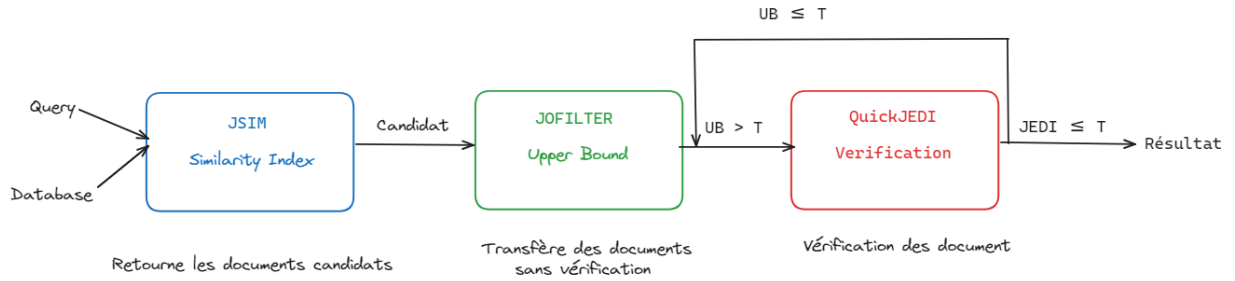 UB ≤ T
Query
Database
JSIM
Similarity Index
Candidat
JOFILTER
Upper Bound
UB > T
QuickJEDI
Verification
JEDI ≤ T
Résultat
Retourne les documents candidats
Transfère des documents
sans vérification
Vérification des document